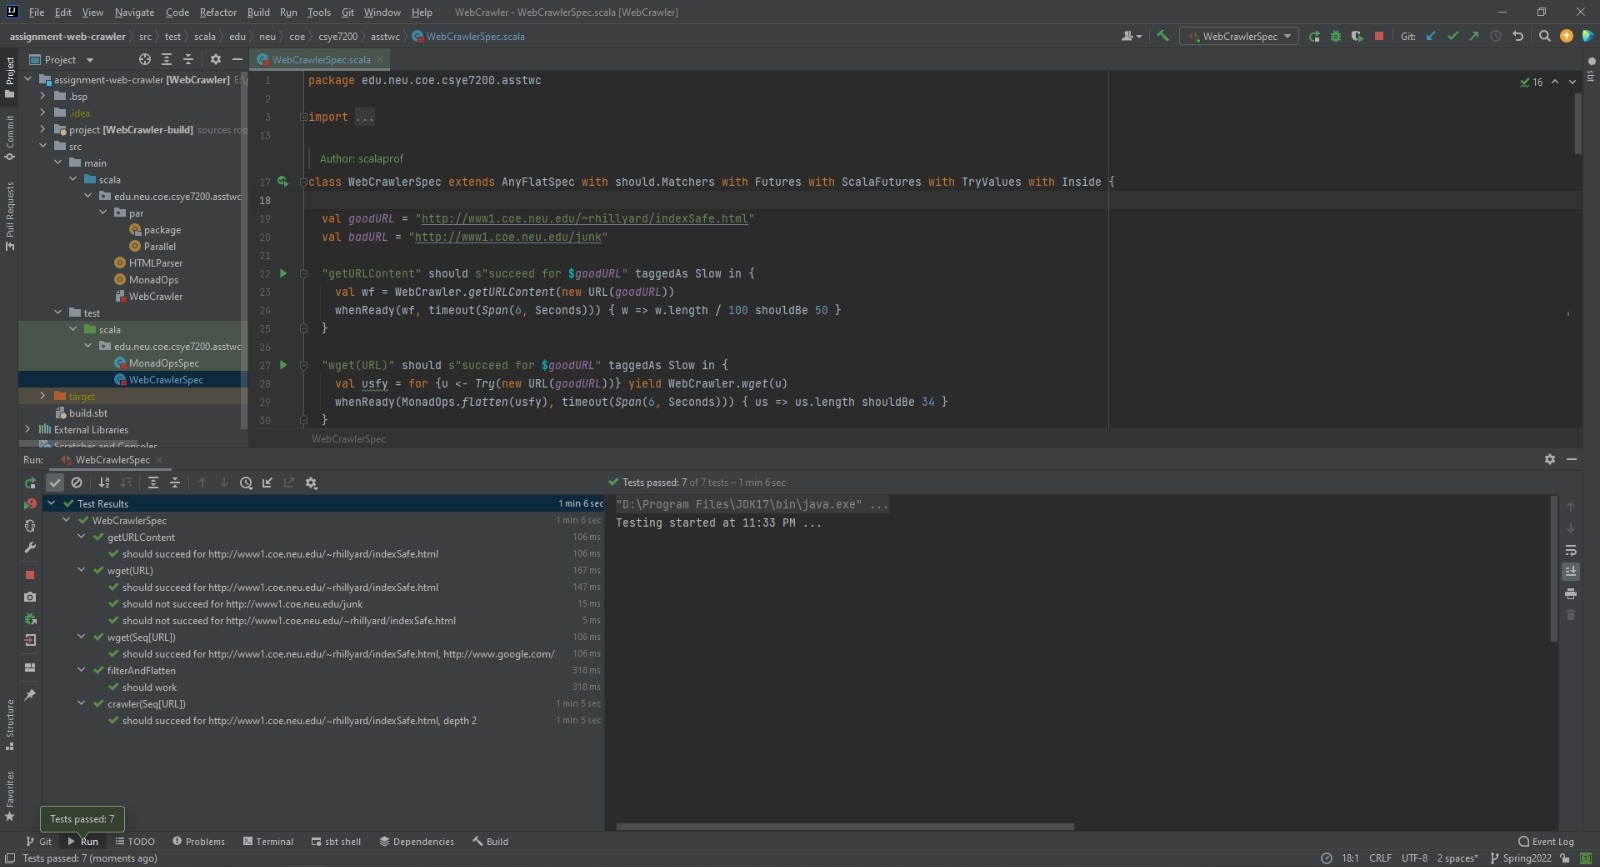 File Edit View Navigate Code Refactor Build Run Tools Git Window Help WebCrawler - WebCrawlerSpec.scala [WebCrawler]
assignment-web-crawler src test scala edu neu coe csye7200 asstwc WebCrawlerSpec.scala WebCrawlerSpec Git:
Project WebCrawlerSpec.scala
assignment-web-crawler [WebCrawler]
.bsp
.idea
project [WebCrawler-build] sources roo
src
main
scala
edu.neu.coe.csye7200.asstwc
par
package
Parallel
HTMLParser
MonadOps
WebCrawler
test
scala
edu.neu.coe.csye7200.asstwc
MonadOpsSpec
WebCrawlerSpec
target
build.sbt
External Libraries
Scratches and Consoles
1 package edu.neu.coe.csye7200.asstwc
16
2
3 import ...
13
Author: scalaprof
17 class WebCrawlerSpec extends AnyFlatSpec with should.Matchers with Futures with ScalaFutures with TryValues with Inside {
18
19 val goodURL = "http://www1.coe.neu.edu/~rhillyard/indexSafe.html"
20 val badURL = "http://www1.coe.neu.edu/junk"
21
22 "getURLContent" should s"succeed for $goodURL" taggedAs Slow in {
23 val wf = WebCrawler.getURLContent(new URL(goodURL))
24 whenReady(wf, timeout(Span(6, Seconds))) { w => w.length / 100 shouldBe 50 }
25 }
26
27 "wget(URL)" should s"succeed for $goodURL" taggedAs Slow in {
28 val usfy = for {u <- Try(new URL(goodURL))} yield WebCrawler.wget(u)
29 whenReady(MonadOps.flatten(usfy), timeout(Span(6, Seconds))) { us => us.length shouldBe 34 }
30 }
WebCrawlerSpec
Run: WebCrawlerSpec
Tests passed: 7 of 7 tests – 1 min 6 sec
Test Results 1 min 6 sec
WebCrawlerSpec 1 min 6 sec
getURLContent 106 ms
should succeed for http://www1.coe.neu.edu/~rhillyard/indexSafe.html 106 ms
wget(URL) 167 ms
should succeed for http://www1.coe.neu.edu/~rhillyard/indexSafe.html 147 ms
should not succeed for http://www1.coe.neu.edu/junk 15 ms
should not succeed for http://www1.coe.neu.edu/~rhillyard/indexSafe.html 5 ms
wget(Seq[URL]) 106 ms
should succeed for http://www1.coe.neu.edu/~rhillyard/indexSafe.html, http://www.google.com/ 106 ms
filterAndFlatten 318 ms
should work 318 ms
crawler(Seq[URL]) 1 min 5 sec
should succeed for http://www1.coe.neu.edu/~rhillyard/indexSafe.html, depth 2 1 min 5 sec
"D:\Program Files\JDK17\bin\java.exe" ...
Testing started at 11:33 PM ...
Project
Commit
Pull Requests
Structure
Favorites
sbt
Tests passed: 7
Git Run TODO Problems Terminal sbt shell Dependencies Build Event Log
Tests passed: 7 (moments ago) 18:1 CRLF UTF-8 2 spaces* Spring2022